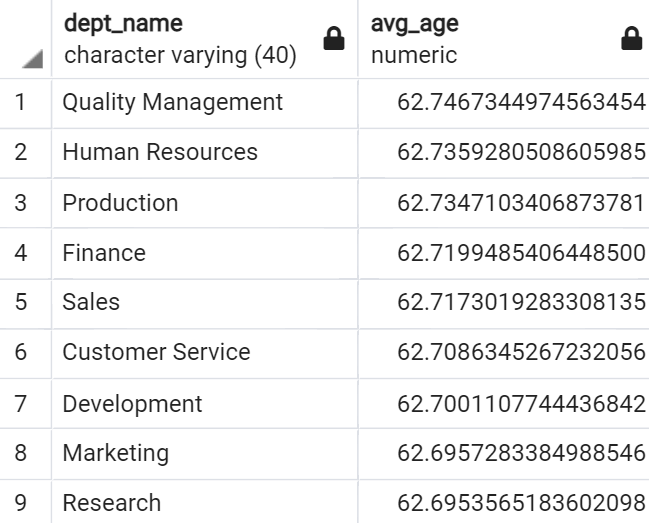 dept_name avg_age
character varying (40) numeric
1 Quality Management 62.7467344974563454
2 Human Resources 62.7359280508605985
3 Production 62.7347103406873781
4 Finance 62.7199485406448500
5 Sales 62.7173019283308135
6 Customer Service 62.7086345267232056
7 Development 62.7001107744436842
8 Marketing 62.6957283384988546
9 Research 62.6953565183602098